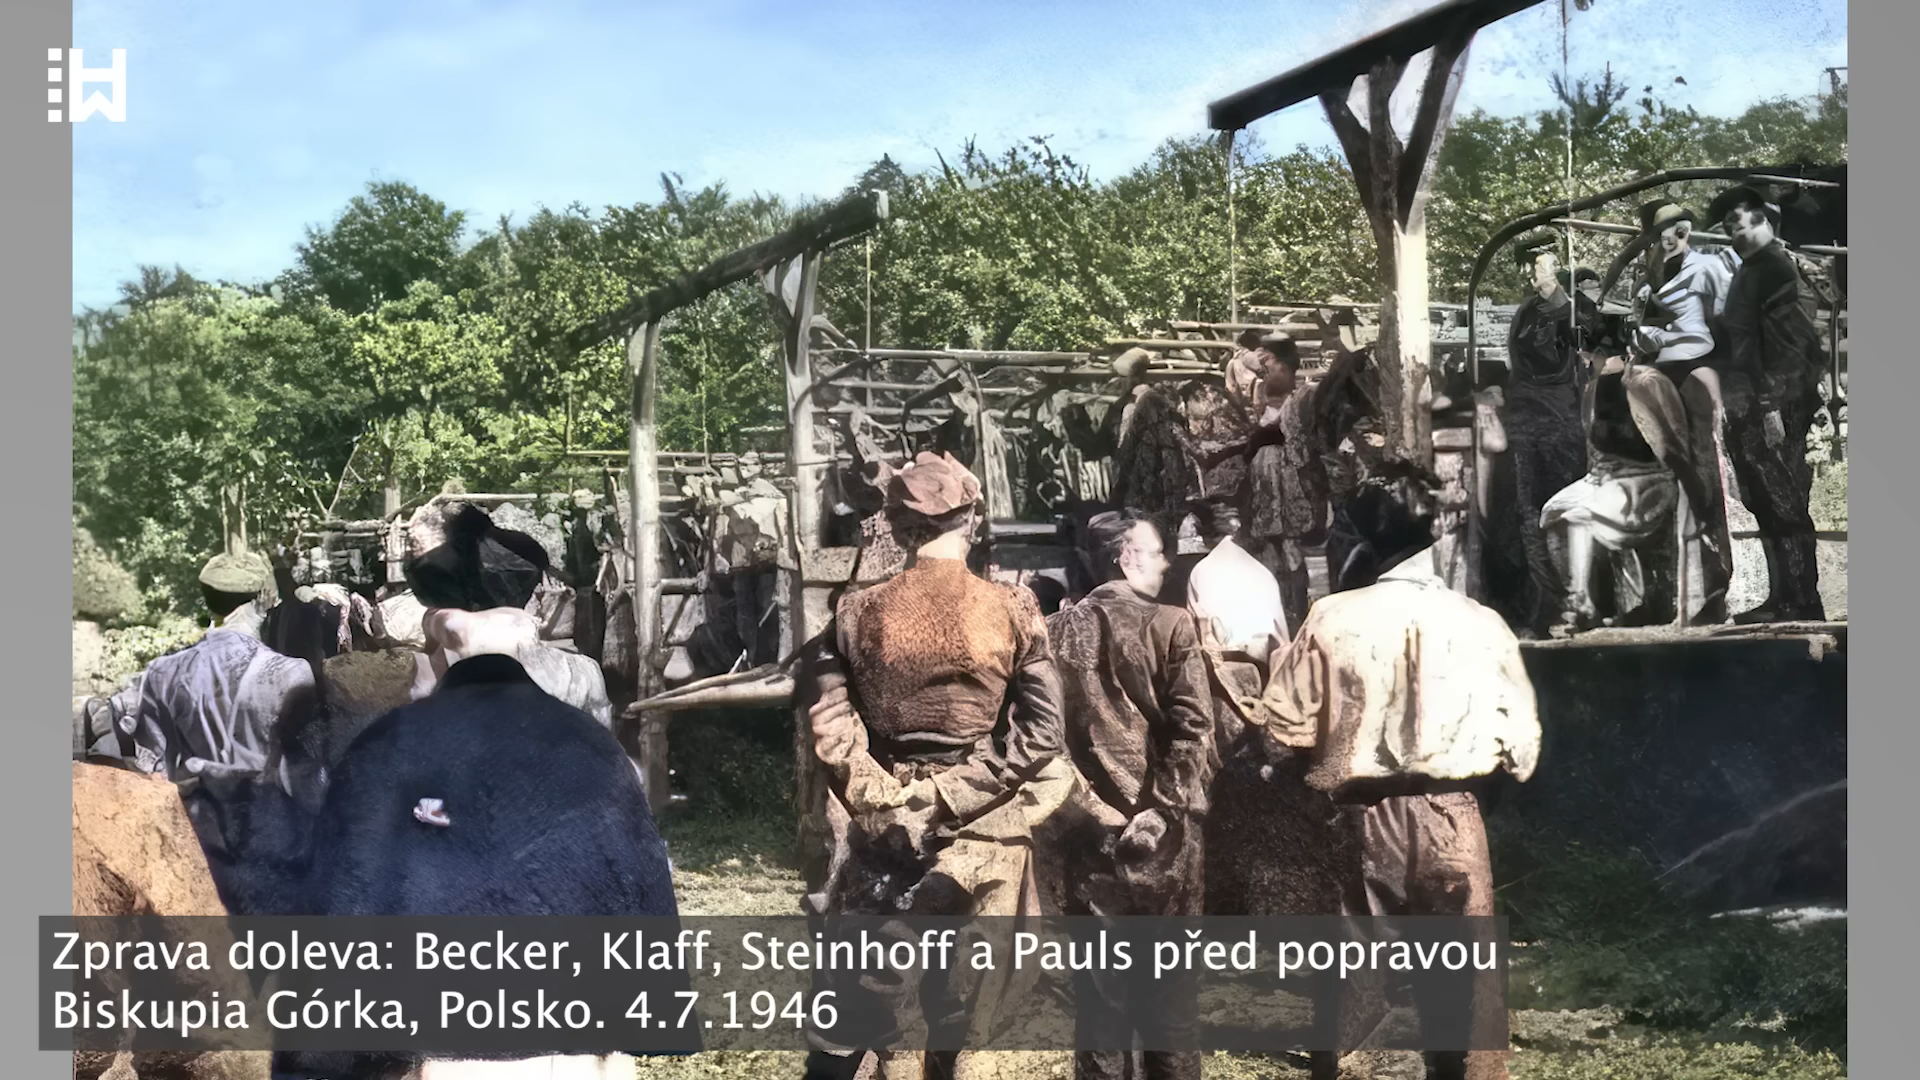 Zprava doleva: Becker, Klaff, Steinhoff a Pauls před popravou
Biskupia Górka, Polsko. 4.7.1946